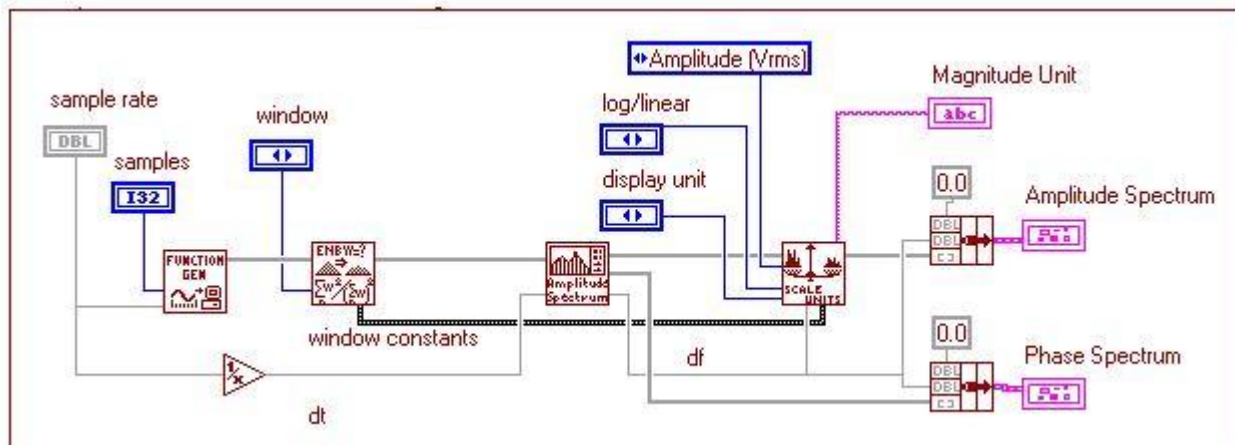 sample rate
DBL
samples
I32
window
FUNCTION
GEN
ENBW=?
Amplitude
Spectrum
Amplitude (Vrms)
log/linear
display unit
SCALE
UNITS
Magnitude Unit
abc
0.0
Amplitude Spectrum
DBL
DBL
window constants
df
1/x
dt
0.0
Phase Spectrum
DBL
DBL